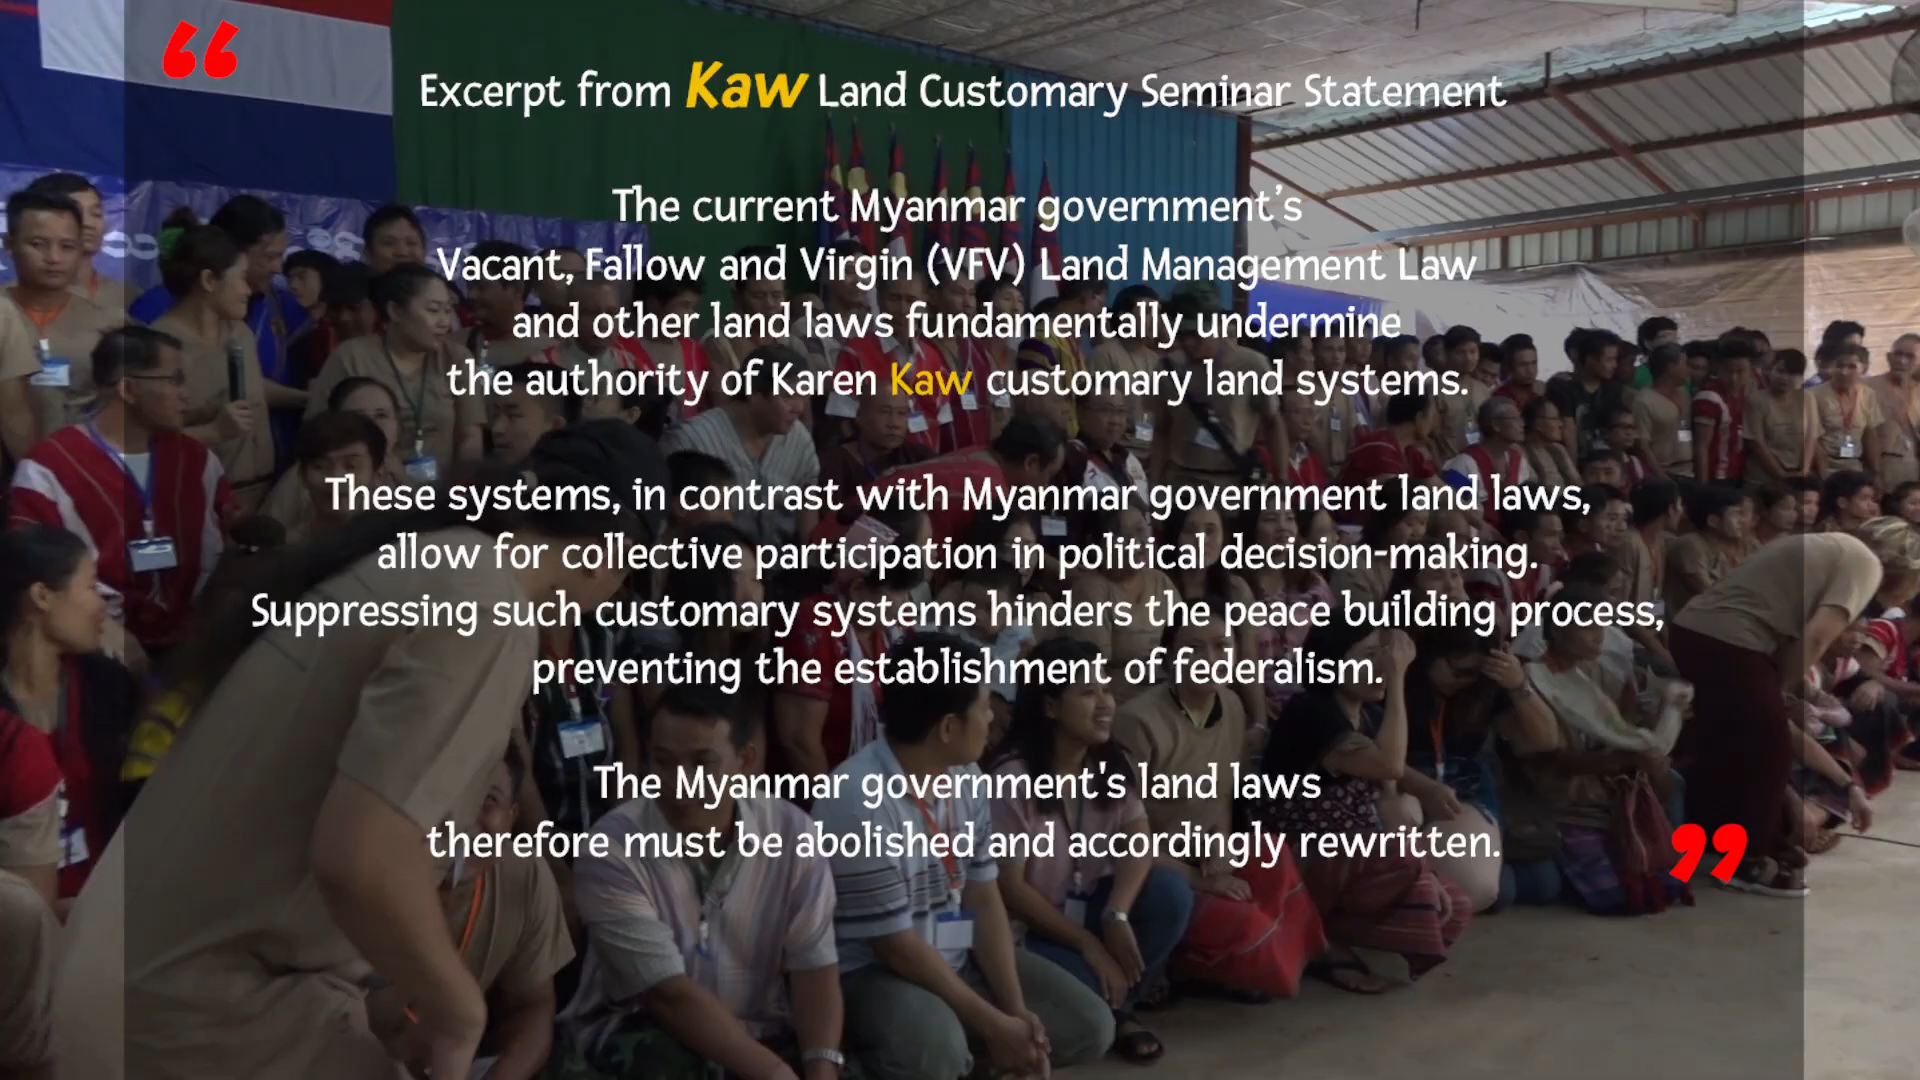 “
Excerpt from Kaw Land Customary Seminar Statement
The current Myanmar government’s
Vacant, Fallow and Virgin (VFV) Land Management Law
and other land laws fundamentally undermine
the authority of Karen Kaw customary land systems.
These systems, in contrast with Myanmar government land laws,
allow for collective participation in political decision-making.
Suppressing such customary systems hinders the peace building process,
preventing the establishment of federalism.
The Myanmar government's land laws
therefore must be abolished and accordingly rewritten.
”